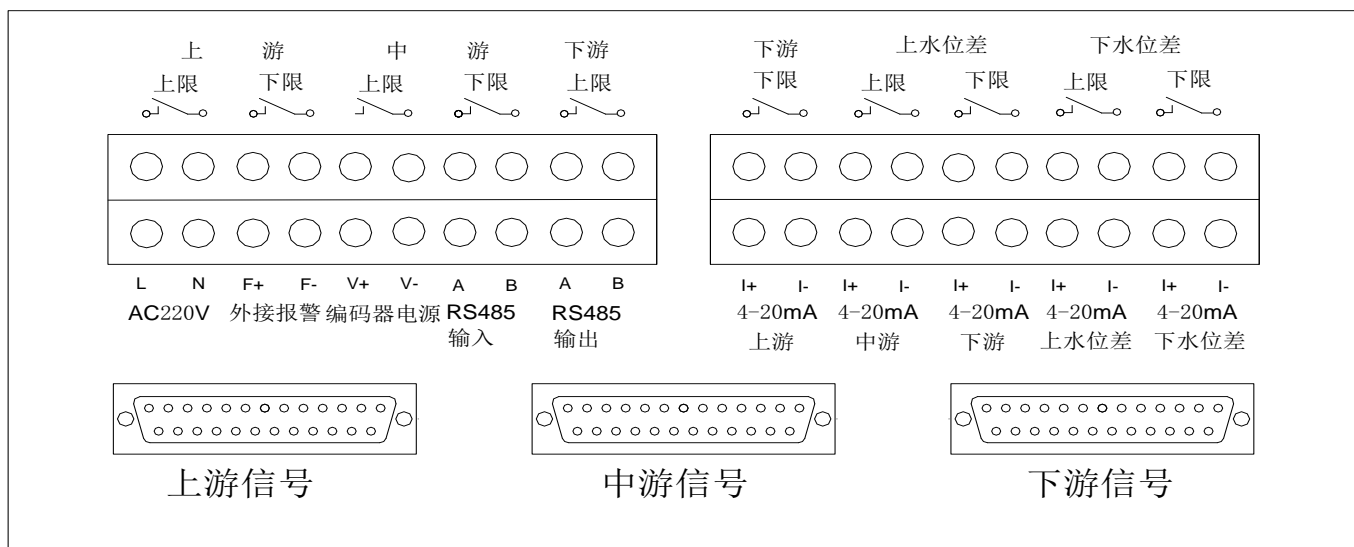 上 游 中 游 下游
上限 下限 上限 下限 上限
下游 上水位差 下水位差
下限 上限 下限 上限 下限
L N F+ F- V+ V- A B A B
AC220V 外接报警 编码器电源 RS485 RS485
输入 输出
I+ I- I+ I- I+ I- I+ I- I+ I-
4-20mA 4-20mA 4-20mA 4-20mA 4-20mA
上游 中游 下游 上水位差 下水位差
上游信号 中游信号 下游信号